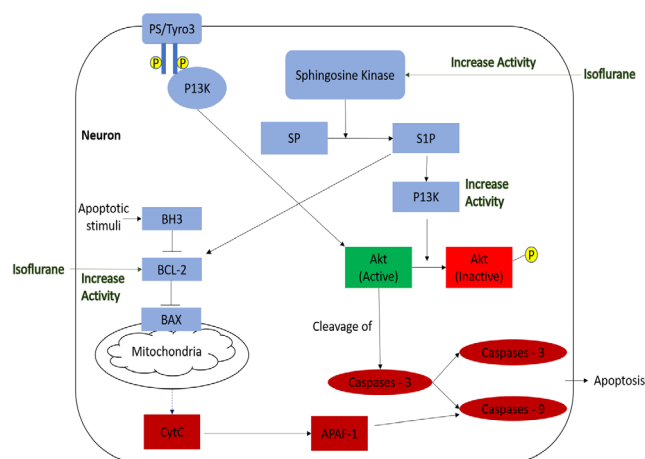 PS/Tyro3
P
P
P13K
Sphingosine Kinase
Increase Activity
Isoflurane
Neuron
SP
S1P
P13K
Increase
Activity
Apoptotic
stimuli
BH3
Isoflurane
Increase
Activity
BCL-2
BAX
Mitochondria
Akt
(Active)
Akt
(Inactive)
P
Cleavage of
Caspases - 3
Caspases - 3
Caspases - 9
Apoptosis
CytC
APAF-1